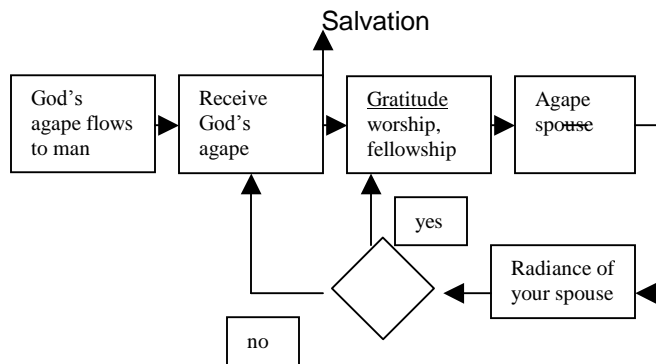 Salvation
God's
agape flows
to man
Receive
God's
agape
Gratitude
worship,
fellowship
Agape
spouse
yes
Radiance of
your spouse
no